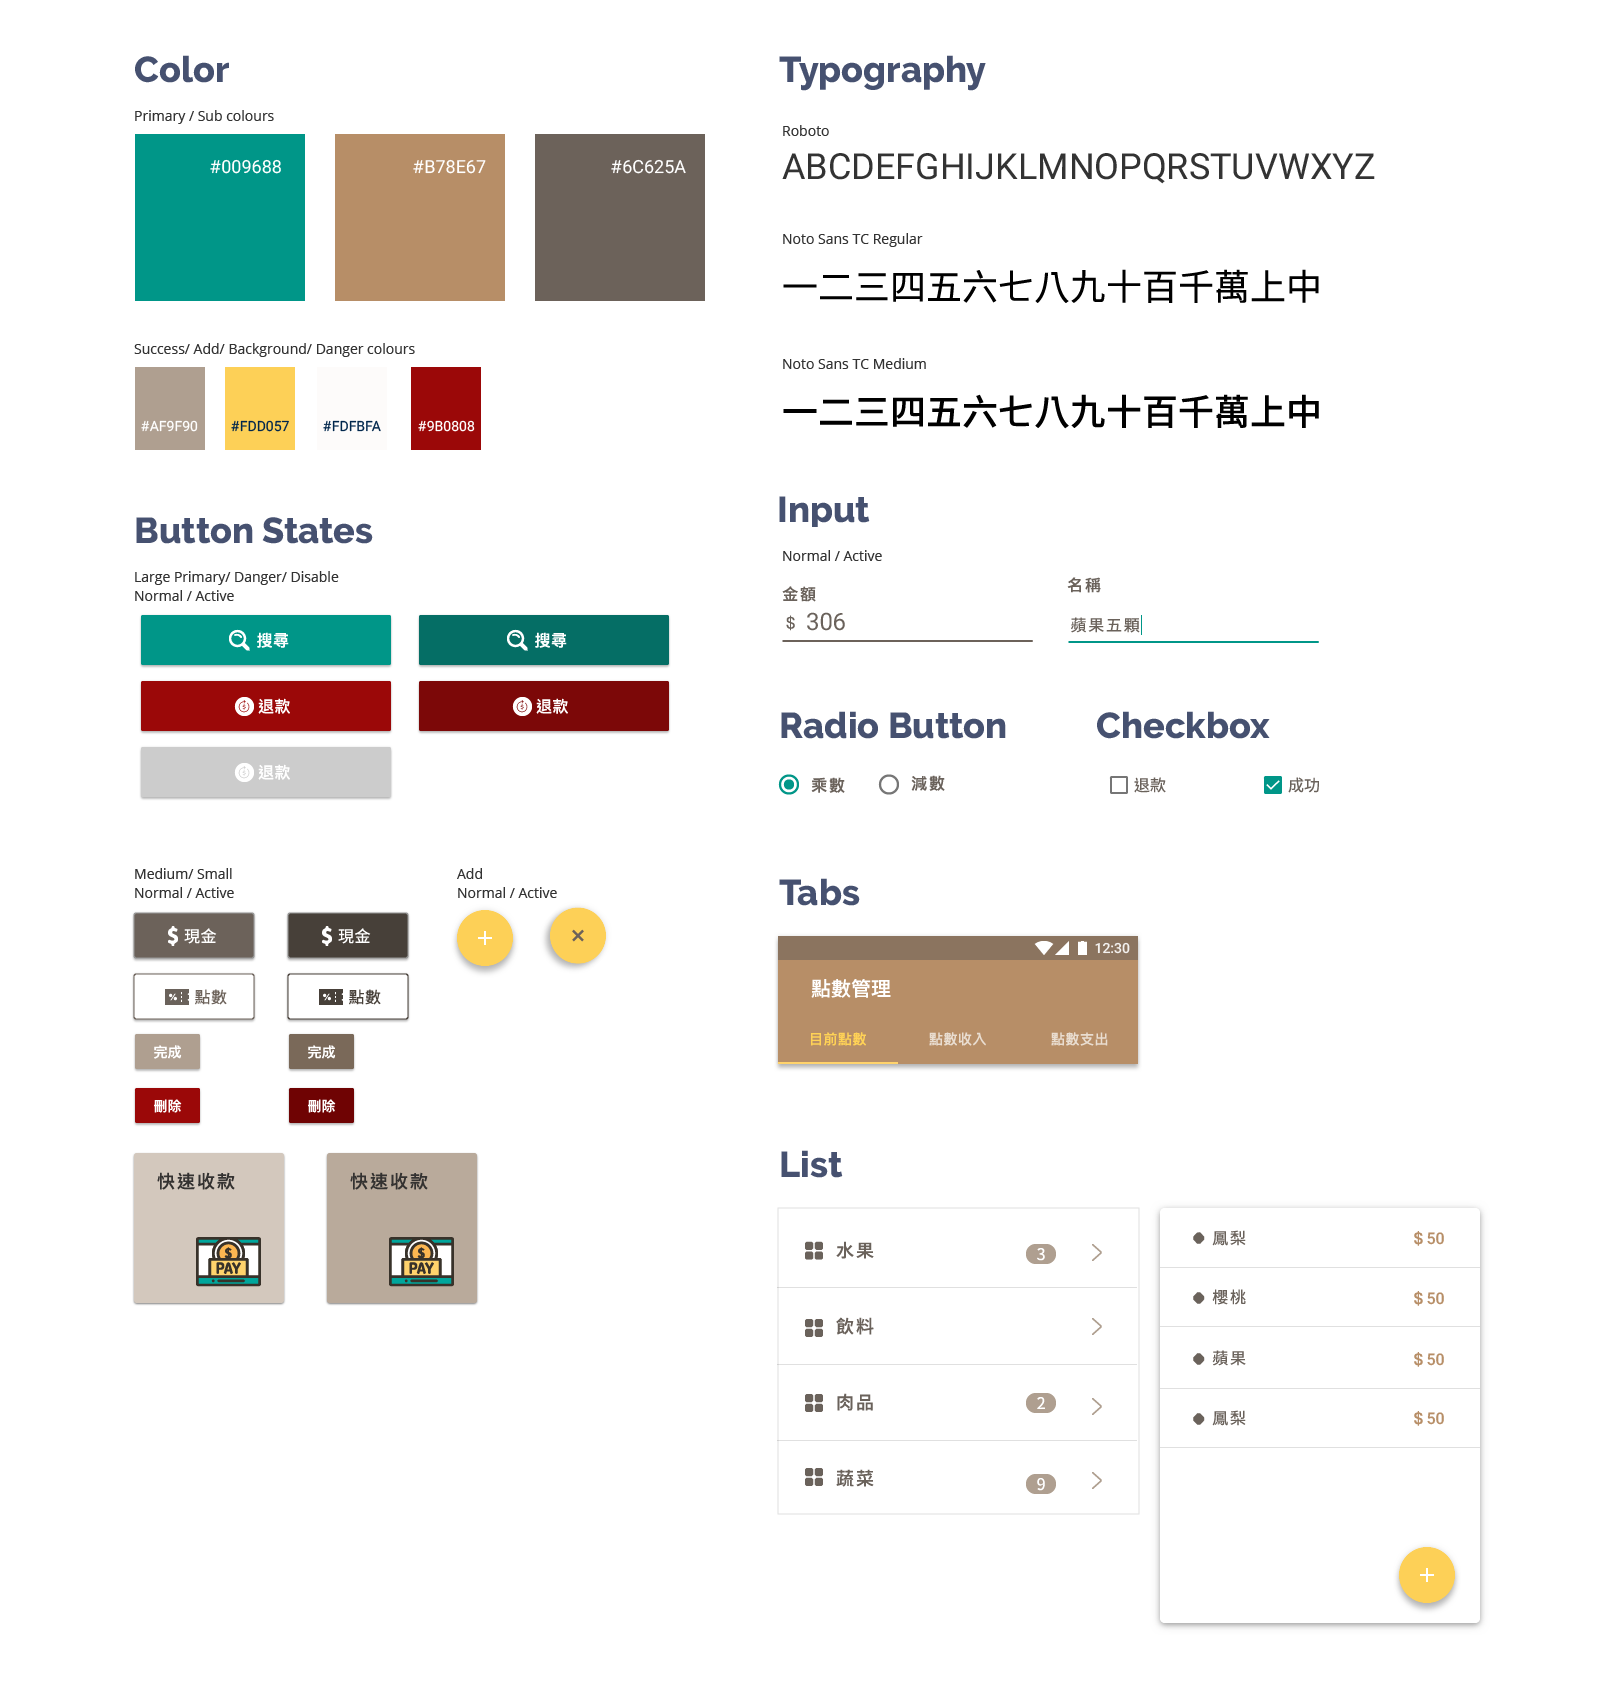 Color
Primary / Sub colours
#009688
#B78E67
#6C625A
Success/ Add/ Background/ Danger colours
#AF9F90
#FDD057
#FDFBFA
#9B0808
Button States
Large Primary/ Danger/ Disable
Normal / Active
搜尋
搜尋
退款
退款
退款
Medium/ Small
Normal / Active
$ 現金
$ 現金
% 點數
% 點數
完成
完成
刪除
刪除
Add
Normal / Active
快速收款
$
PAY
快速收款
$
PAY
Typography
Roboto
ABCDEFGHIJKLMNOPQRSTUVWXYZ
Noto Sans TC Regular
一二三四五六七八九十百千萬上中
Noto Sans TC Medium
一二三四五六七八九十百千萬上中
Input
Normal / Active
金額
$ 306
名稱
蘋果五顆
Radio Button
乘數
減數
Checkbox
退款
成功
Tabs
12:30
點數管理
目前點數
點數收入
點數支出
List
水果
3
飲料
肉品
2
蔬菜
9
鳳梨
$ 50
櫻桃
$ 50
蘋果
$ 50
鳳梨
$ 50